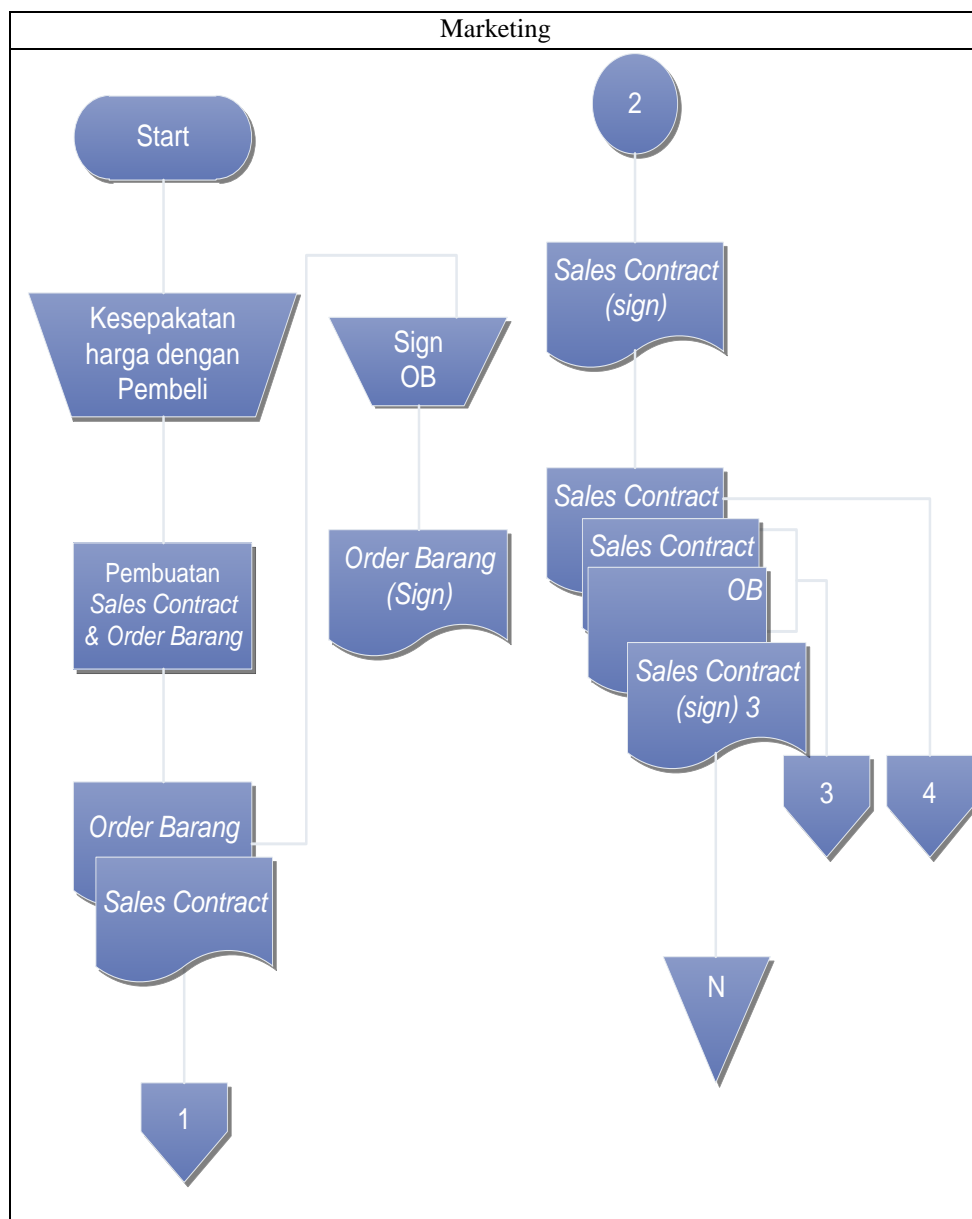 Marketing
Start
Kesepakatan
harga dengan
Pembeli
Pembuatan
Sales Contract
& Order Barang
Order Barang
Sales Contract
1
Sign
OB
Order Barang
(Sign)
2
Sales Contract
(sign)
Sales Contract
Sales Contract
OB
Sales Contract
(sign) 3
3
4
N